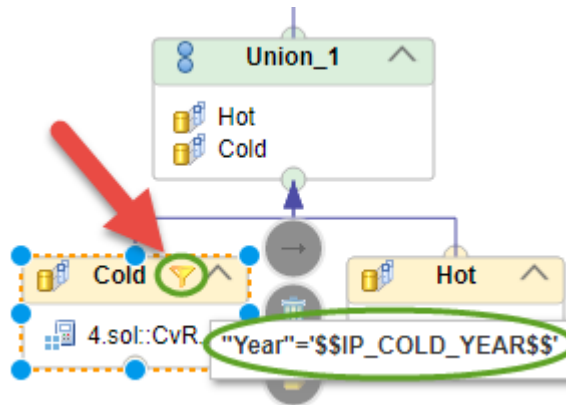 Union_1
Hot
Cold
Cold
Hot
4.sol::CvR.
"Year"='$$IP_COLD_YEAR$$'